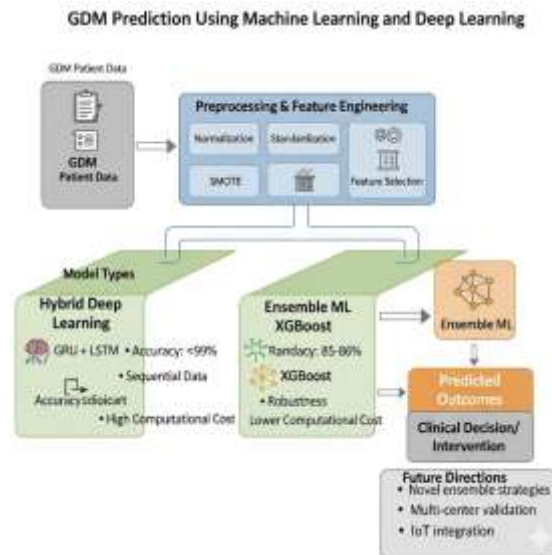 GDM Prediction Using Machine Learning and Deep Learning
GDM Patient Data
GDM
Patient Data
Preprocessing & Feature Engineering
Normalization
Standardization
SMOTE
Feature Selection
Model Types
Hybrid Deep
Learning
GRU + LSTM
• Accuracy: <99%
• Sequential Data
• High Computational Cost
Ensemble ML
XGBoost
Randacy: 85-86%
XGBoost
• Robustness
Lower Computational Cost
Ensemble ML
Predicted
Outcomes
Clinical Decision/
Intervention
Future Directions
• Novel ensemble strategies
• Multi-center validation
• IoT integration